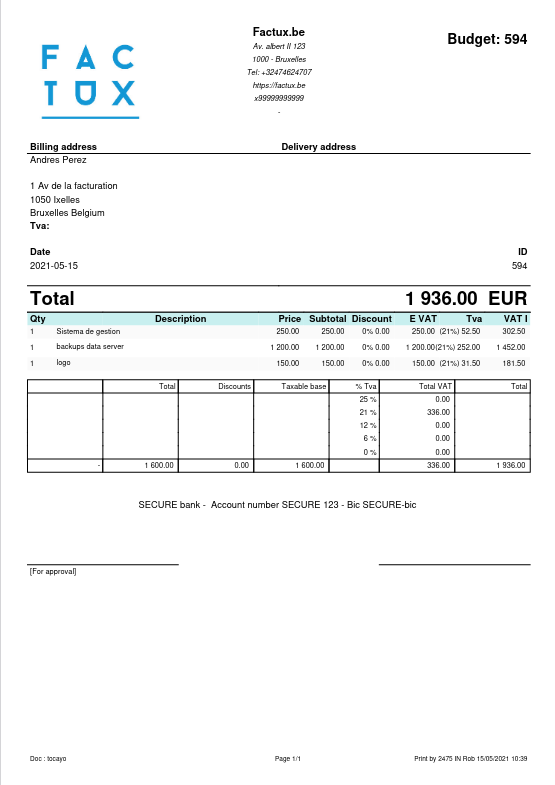 FAC
TUX
Factux.be
Av. albert II 123
1000 - Bruxelles
Tel: +32474624707
https://factux.be
x99999999999
-
Budget: 594
Billing address Delivery address
Andres Perez
1 Av de la facturation
1050 Ixelles
Bruxelles Belgium
Tva:
Date ID
2021-05-15 594
Total 1 936.00 EUR
Qty Description Price Subtotal Discount E VAT Tva VAT I
1 Sistema de gestion 250.00 250.00 0% 0.00 250.00 (21%) 52.50 302.50
1 backups data server 1 200.00 1 200.00 0% 0.00 1 200.00(21%) 252.00 1 452.00
1 logo 150.00 150.00 0% 0.00 150.00 (21%) 31.50 181.50
Total Discounts Taxable base % Tva Total VAT Total
25 % 0.00
21 % 336.00
12 % 0.00
6 % 0.00
0 % 0.00
- 1 600.00 0.00 1 600.00 336.00 1 936.00
SECURE bank - Account number SECURE 123 - Bic SECURE-bic
[For approval]
Doc : tocayo Page 1/1 Print by 2475 IN Rob 15/05/2021 10:39